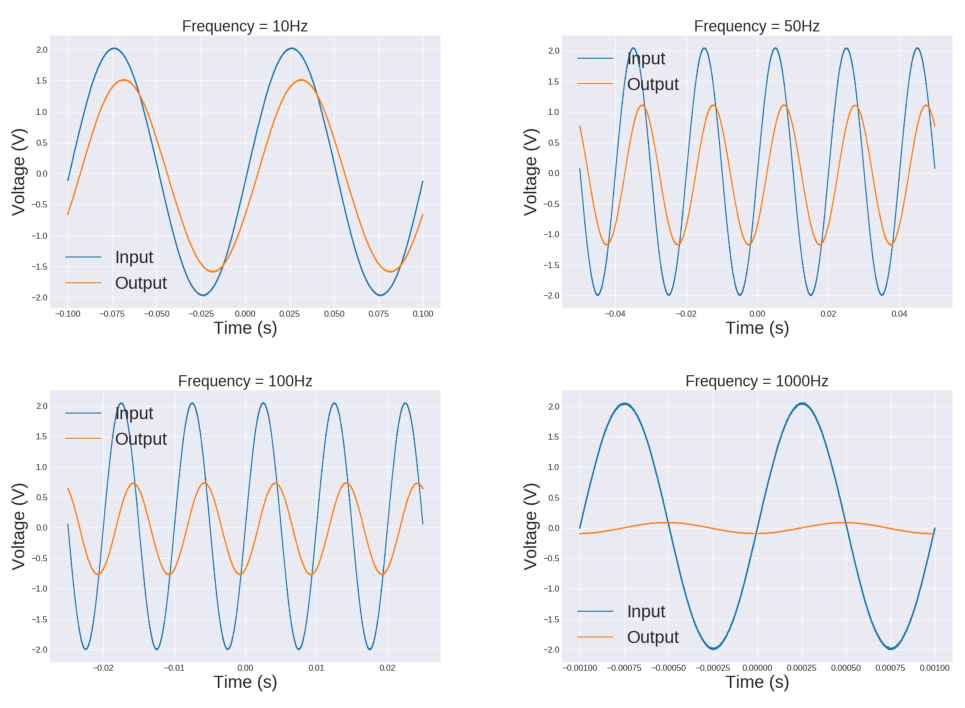 Frequency = 10Hz
Voltage (V)
2.0
1.5
1.0
0.5
0.0
−0.5
−1.0
−1.5
−2.0
Input
Output
−0.100 −0.075 −0.050 −0.025 0.000 0.025 0.050 0.075 0.100
Time (s)
Frequency = 50Hz
Voltage (V)
2.0
1.5
1.0
0.5
0.0
−0.5
−1.0
−1.5
−2.0
Input
Output
−0.04 −0.02 0.00 0.02 0.04
Time (s)
Frequency = 100Hz
Voltage (V)
2.0
1.5
1.0
0.5
0.0
−0.5
−1.0
−1.5
−2.0
Input
Output
−0.02 −0.01 0.00 0.01 0.02
Time (s)
Frequency = 1000Hz
Voltage (V)
2.0
1.5
1.0
0.5
0.0
−0.5
−1.0
−1.5
−2.0
Input
Output
−0.00100 −0.00075 −0.00050 −0.00025 0.00000 0.00025 0.00050 0.00075 0.00100
Time (s)